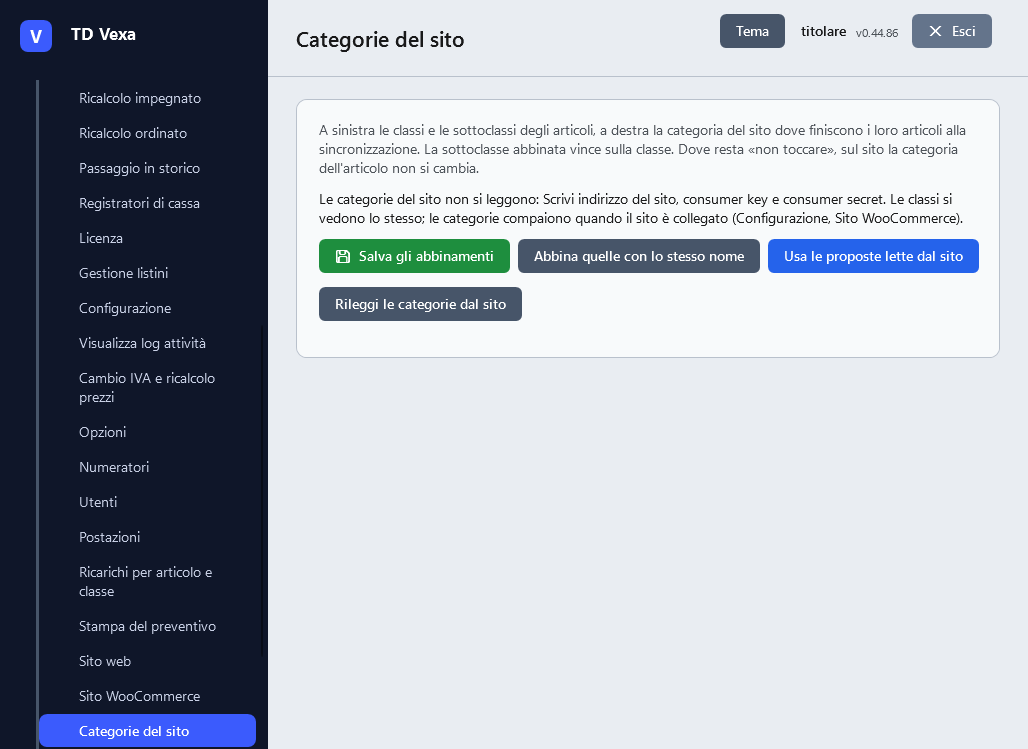 V
TD Vexa
Ricalcolo impegnato
Ricalcolo ordinato
Passaggio in storico
Registratori di cassa
Licenza
Gestione listini
Configurazione
Visualizza log attività
Cambio IVA e ricalcolo
prezzi
Opzioni
Numeratori
Utenti
Postazioni
Ricarichi per articolo e
classe
Stampa del preventivo
Sito web
Sito WooCommerce
Categorie del sito
Categorie del sito
Tema
titolare
v0.44.86
Esci
A sinistra le classi e le sottoclassi degli articoli, a destra la categoria del sito dove finiscono i loro articoli alla
sincronizzazione. La sottoclasse abbinata vince sulla classe. Dove resta «non toccare», sul sito la categoria
dell'articolo non si cambia.
Le categorie del sito non si leggono: Scrivi indirizzo del sito, consumer key e consumer secret. Le classi si
vedono lo stesso; le categorie compaiono quando il sito è collegato (Configurazione, Sito WooCommerce).
Salva gli abbinamenti
Abbina quelle con lo stesso nome
Usa le proposte lette dal sito
Rileggi le categorie dal sito